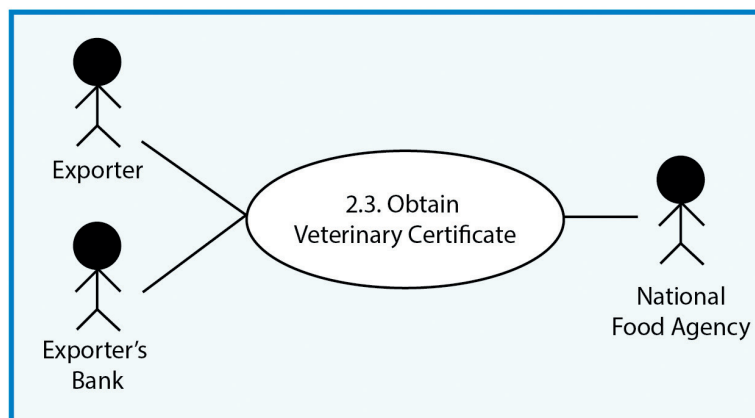 Exporter
Exporter's
Bank
2.3. Obtain
Veterinary Certificate
National
Food Agency